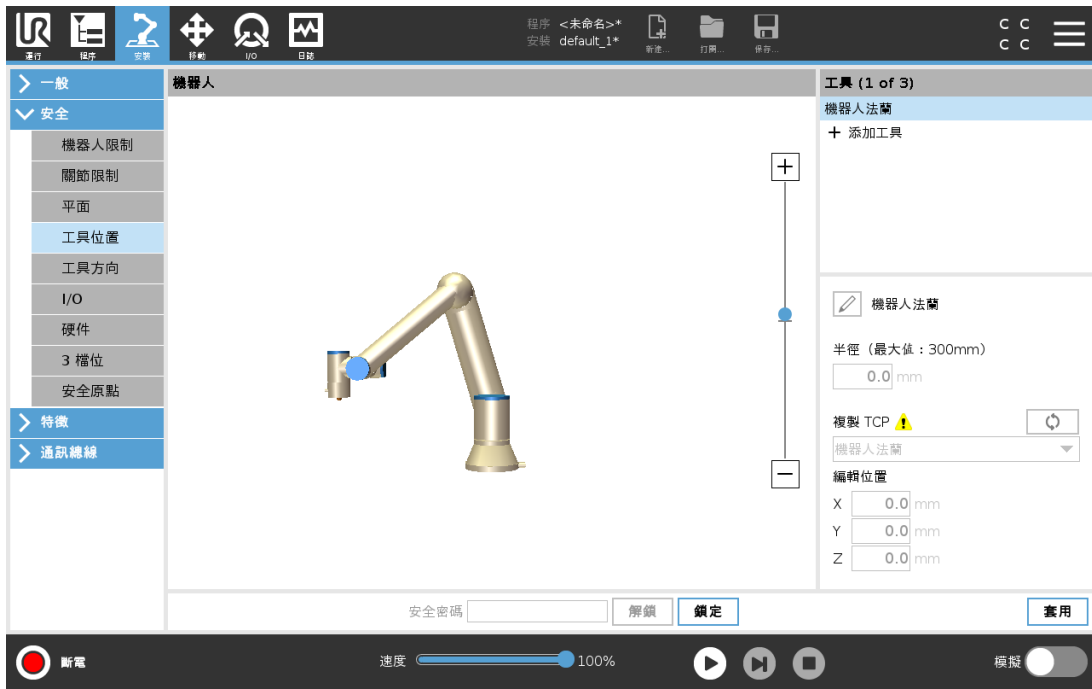 程序 <未命名>*
安裝 default_1*
C C
C C
運行
程序
安裝
移動
I/O
日誌
新建...
打開...
保存...
一般
安全
機器人限制
關節限制
平面
工具位置
工具方向
I/O
硬件
3 檔位
安全原點
特徵
通訊總線
機器人
工具 (1 of 3)
機器人法蘭
添加工具
機器人法蘭
半徑（最大值：300mm）
0.0 mm
複製 TCP
機器人法蘭
編輯位置
X 0.0 mm
Y 0.0 mm
Z 0.0 mm
安全密碼
解鎖
鎖定
套用
斷電
速度
100%
模擬